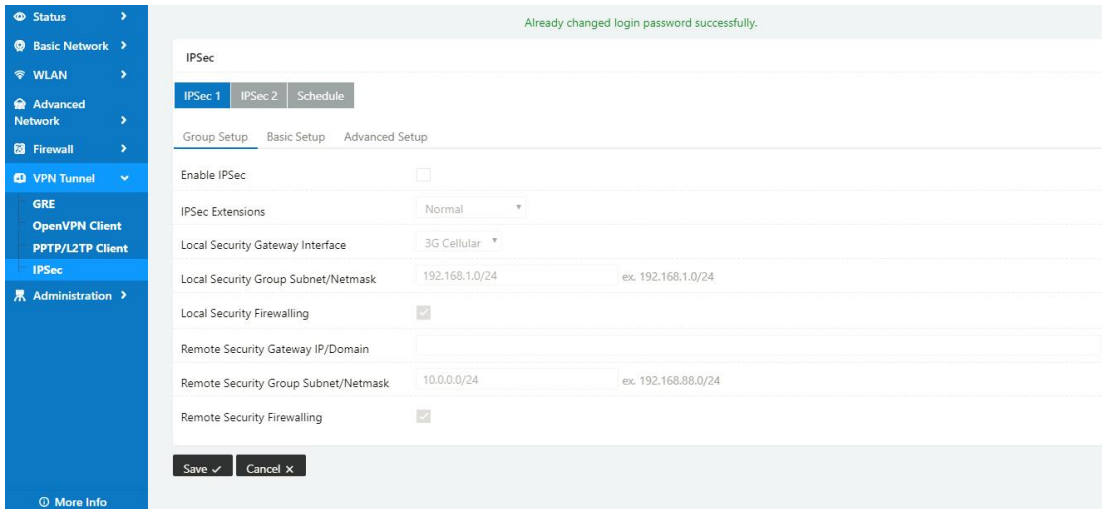 Status
Basic Network
WLAN
Advanced
Network
Firewall
VPN Tunnel
GRE
OpenVPN Client
PPTP/L2TP Client
IPSec
Administration
More Info
Already changed login password successfully.
IPSec
IPSec 1 IPSec 2 Schedule
Group Setup Basic Setup Advanced Setup
Enable IPSec
IPSec Extensions Normal
Local Security Gateway Interface 3G Cellular
Local Security Group Subnet/Netmask 192.168.1.0/24 ex. 192.168.1.0/24
Local Security Firewalling
Remote Security Gateway IP/Domain
Remote Security Group Subnet/Netmask 10.0.0.0/24 ex. 192.168.88.0/24
Remote Security Firewalling
Save Cancel